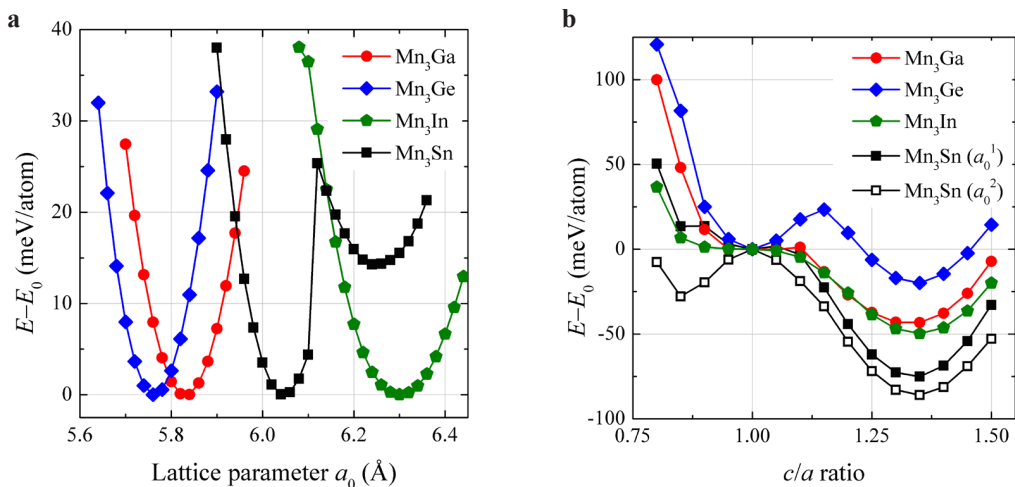 a
40
30
20
10
0
E−E₀ (meV/atom)
5.6 5.8 6.0 6.2 6.4
Lattice parameter a₀ (Å)
Mn₃Ga
Mn₃Ge
Mn₃In
Mn₃Sn
b
100
50
0
-50
-100
E−E₀ (meV/atom)
0.75 1.00 1.25 1.50
c/a ratio
Mn₃Ga
Mn₃Ge
Mn₃In
Mn₃Sn (a₀¹)
Mn₃Sn (a₀²)